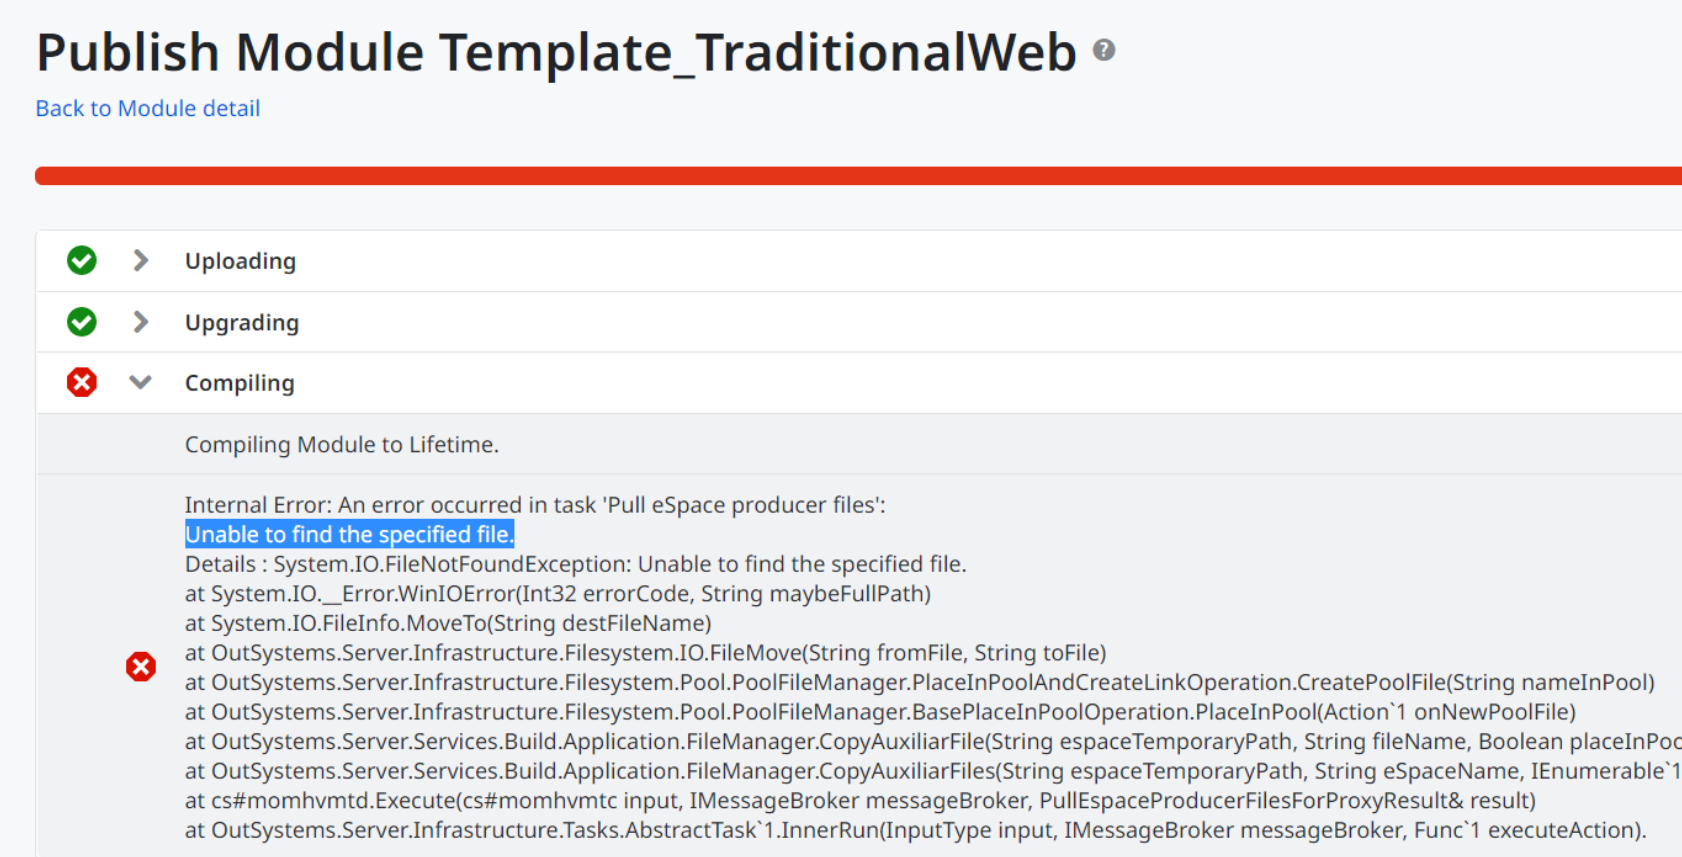 Publish Module Template_TraditionalWeb ?
Back to Module detail
Uploading
Upgrading
Compiling
Compiling Module to Lifetime.
Internal Error: An error occurred in task 'Pull eSpace producer files':
Unable to find the specified file.
Details : System.IO.FileNotFoundException: Unable to find the specified file.
at System.IO.__Error.WinIOError(Int32 errorCode, String maybeFullPath)
at System.IO.FileInfo.MoveTo(String destFileName)
at OutSystems.Server.Infrastructure.Filesystem.IO.FileMove(String fromFile, String toFile)
at OutSystems.Server.Infrastructure.Filesystem.Pool.PoolFileManager.PlaceInPoolAndCreateLinkOperation.CreatePoolFile(String nameInPool)
at OutSystems.Server.Infrastructure.Filesystem.Pool.PoolFileManager.BasePlaceInPoolOperation.PlaceInPool(Action`1 onNewPoolFile)
at OutSystems.Server.Services.Build.Application.FileManager.CopyAuxiliarFile(String espaceTemporaryPath, String fileName, Boolean placeInPoo
at OutSystems.Server.Services.Build.Application.FileManager.CopyAuxiliarFiles(String espaceTemporaryPath, String eSpaceName, IEnumerable`1
at cs#momhvmtd.Execute(cs#momhvmtc input, IMessageBroker messageBroker, PullEspaceProducerFilesForProxyResult& result)
at OutSystems.Server.Infrastructure.Tasks.AbstractTask`1.InnerRun(InputType input, IMessageBroker messageBroker, Func`1 executeAction).